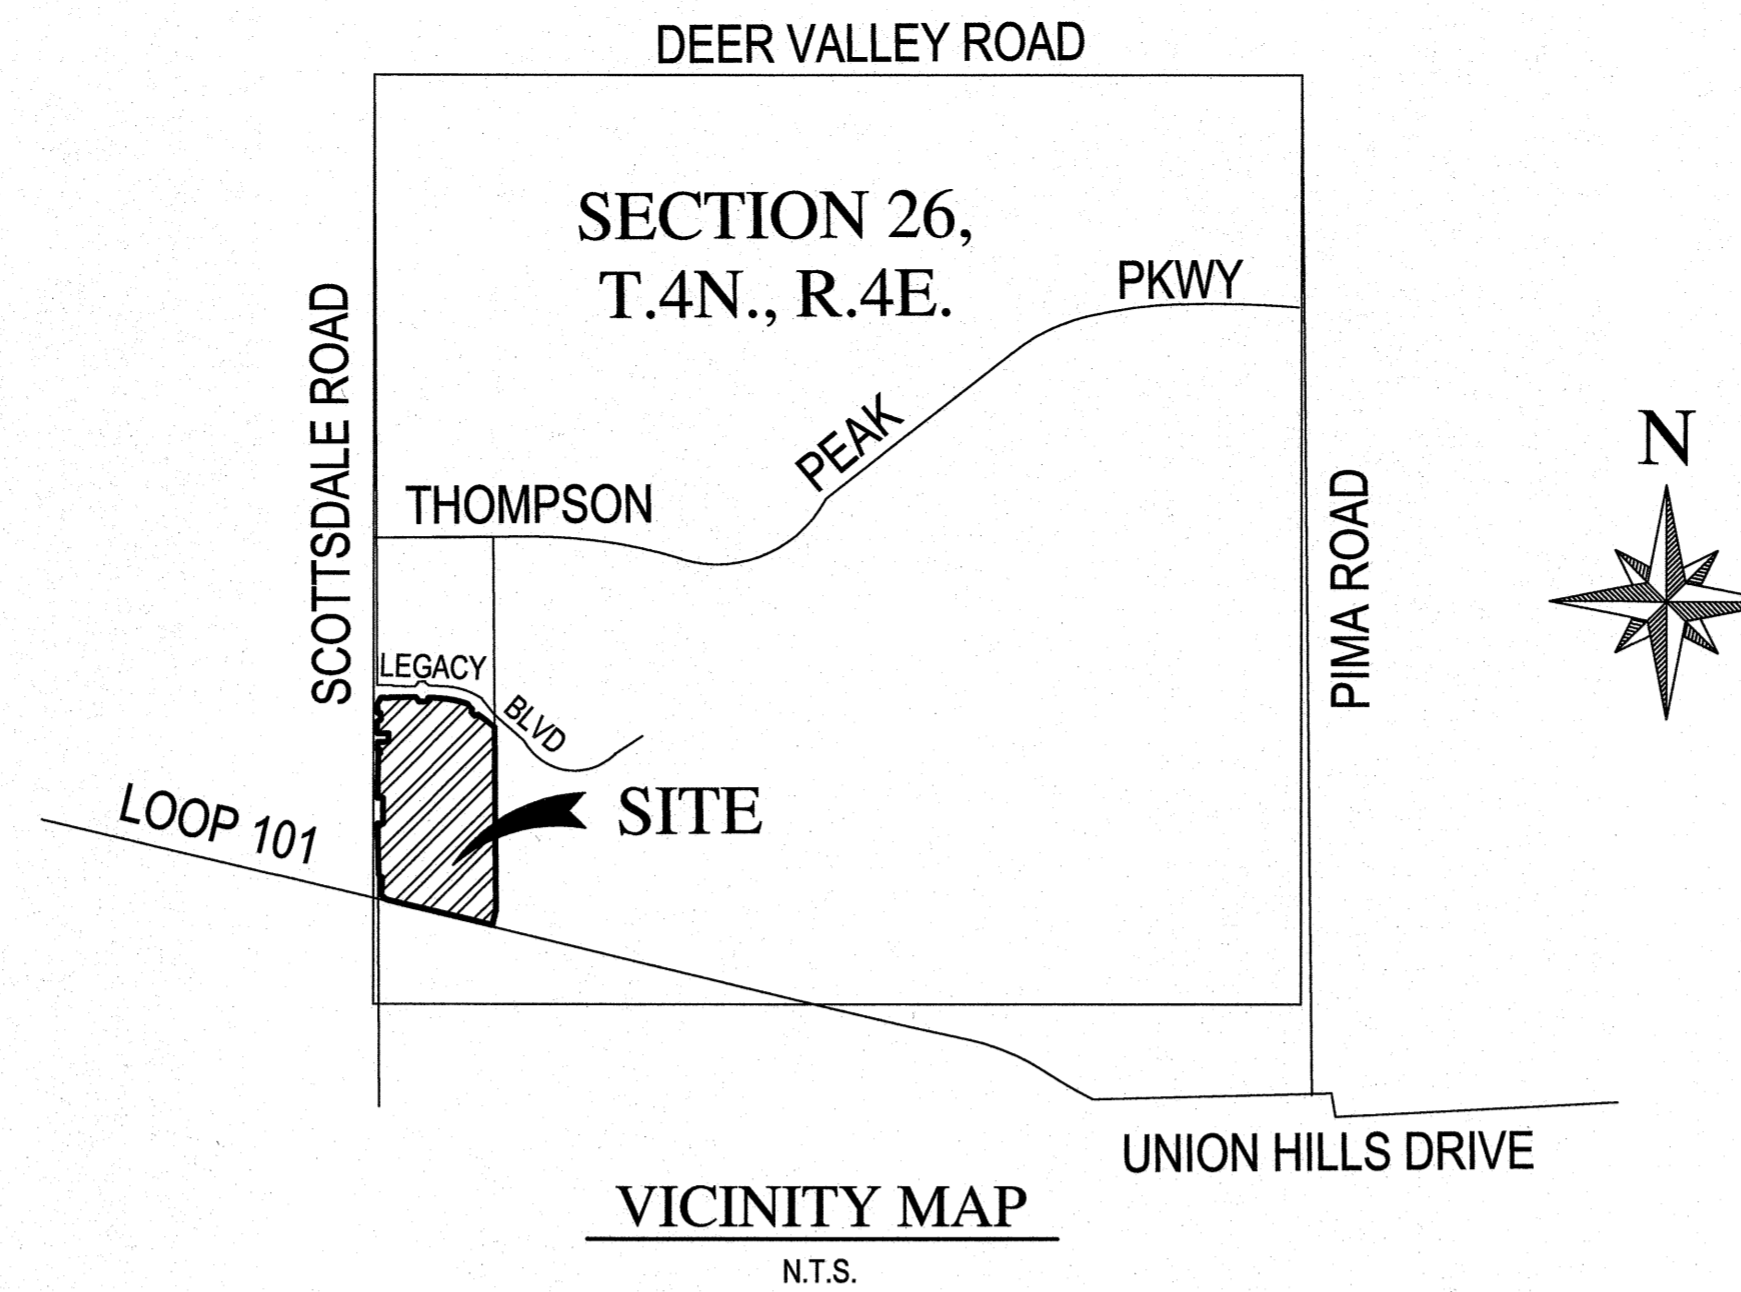 DEER VALLEY ROAD
SECTION 26,
T.4N., R.4E.
PKWY
SCOTTSDALE ROAD
PEAK
N
THOMPSON
PIMA ROAD
LEGACY
BLVD
LOOP 101
SITE
UNION HILLS DRIVE
VICINITY MAP
N.T.S.